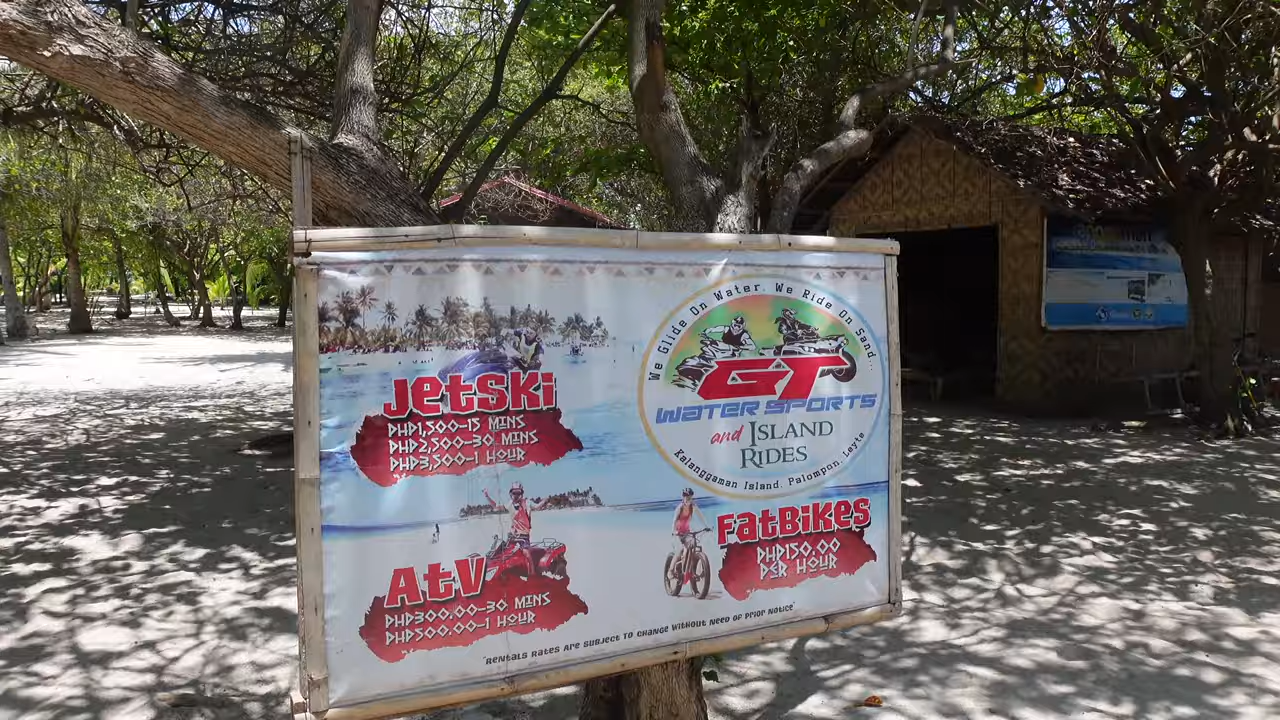 JetSki
PHP1,500-15 MINS
PHP2,500-30 MINS
PHP3,500-1 HOUR
We Glide On Water. We Ride On Sand.
GT
WATER SPORTS
and ISLAND
RIDES
Kalanggaman Island, Palompon, Leyte
AtV
PHP300.00-30 MINS
PHP500.00-1 HOUR
FatBikes
PHP150.00
PER HOUR
"Rentals Rates are subject to change without need of prior notice"